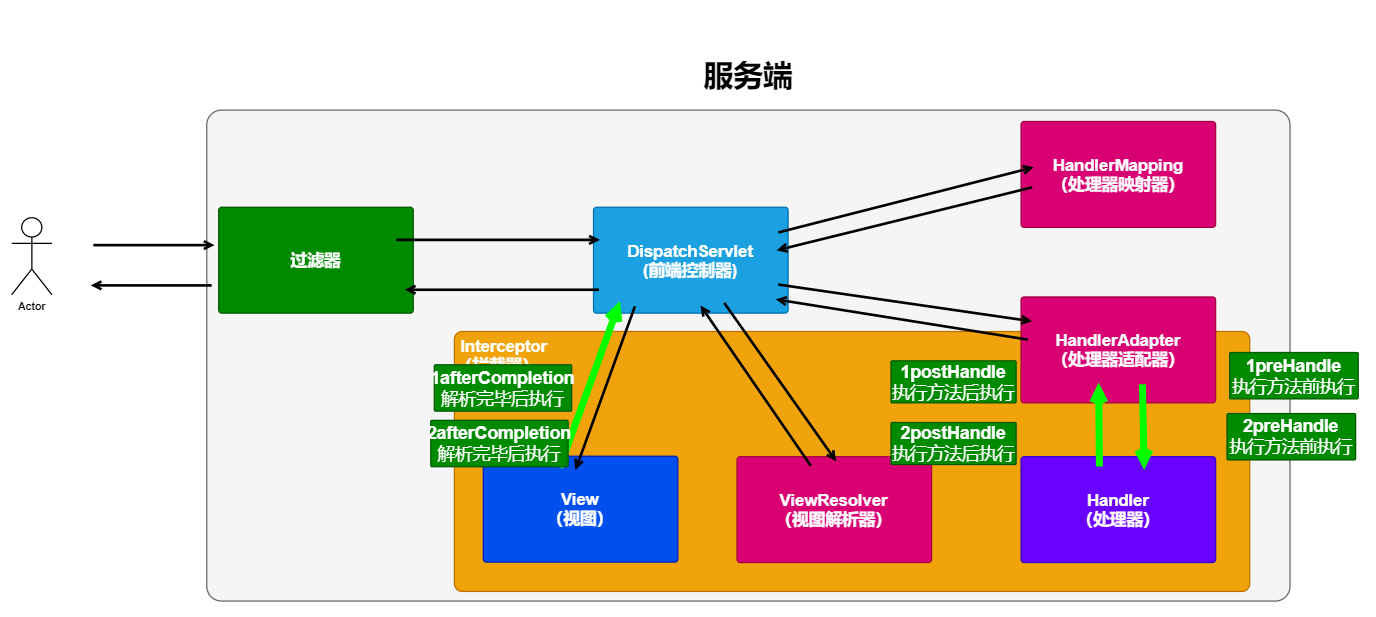 服务端
HandlerMapping
（处理器映射器）
过滤器
DispatchServlet
(前端控制器)
Actor
Interceptor
(拦截器)
HandlerAdapter
（处理器适配器）
1afterCompletion
解析完毕后执行
2afterCompletion
解析完毕后执行
1postHandle
执行方法后执行
2postHandle
执行方法后执行
1preHandle
执行方法前执行
2preHandle
执行方法前执行
View
（视图）
ViewResolver
（视图解析器）
Handler
（处理器）